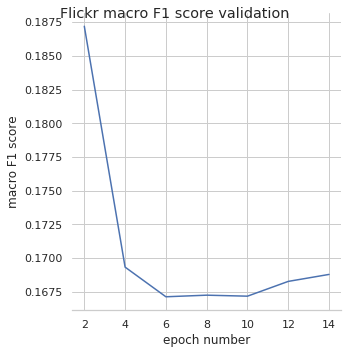 Flickr macro F1 score validation
0.1875
0.1850
0.1825
0.1800
0.1775
0.1750
0.1725
0.1700
0.1675
macro F1 score
2 4 6 8 10 12 14
epoch number